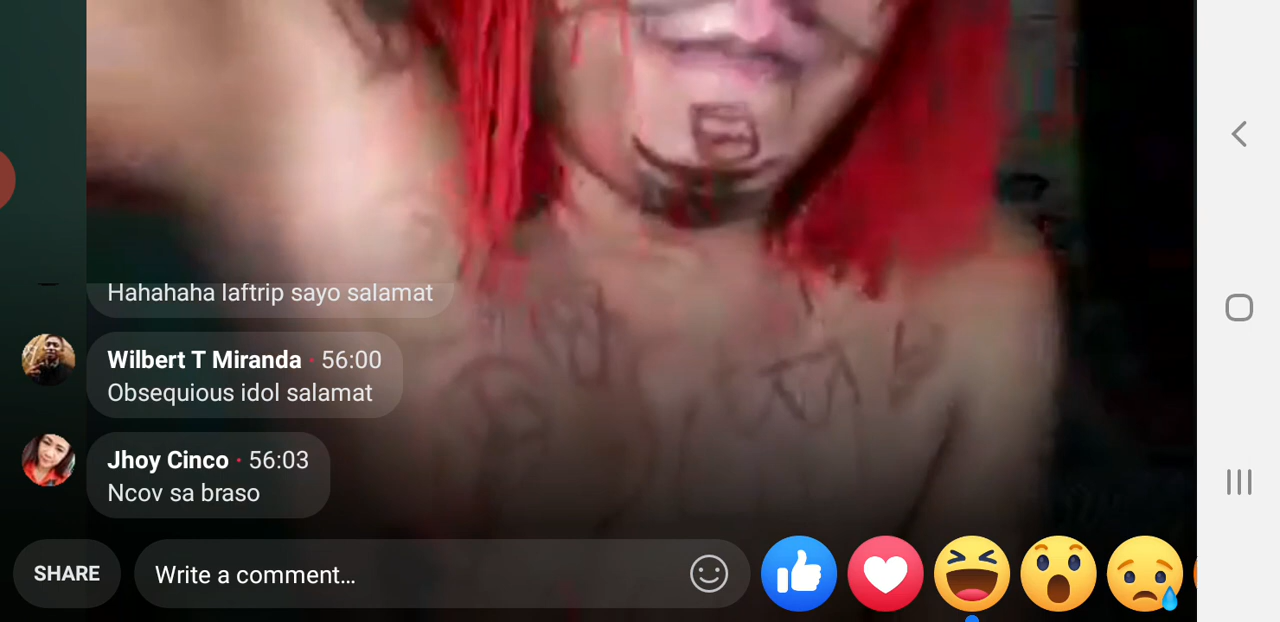 Hahahaha laftrip sayo salamat
Wilbert T Miranda • 56:00
Obsequious idol salamat
Jhoy Cinco • 56:03
Ncov sa braso
SHARE
Write a comment...